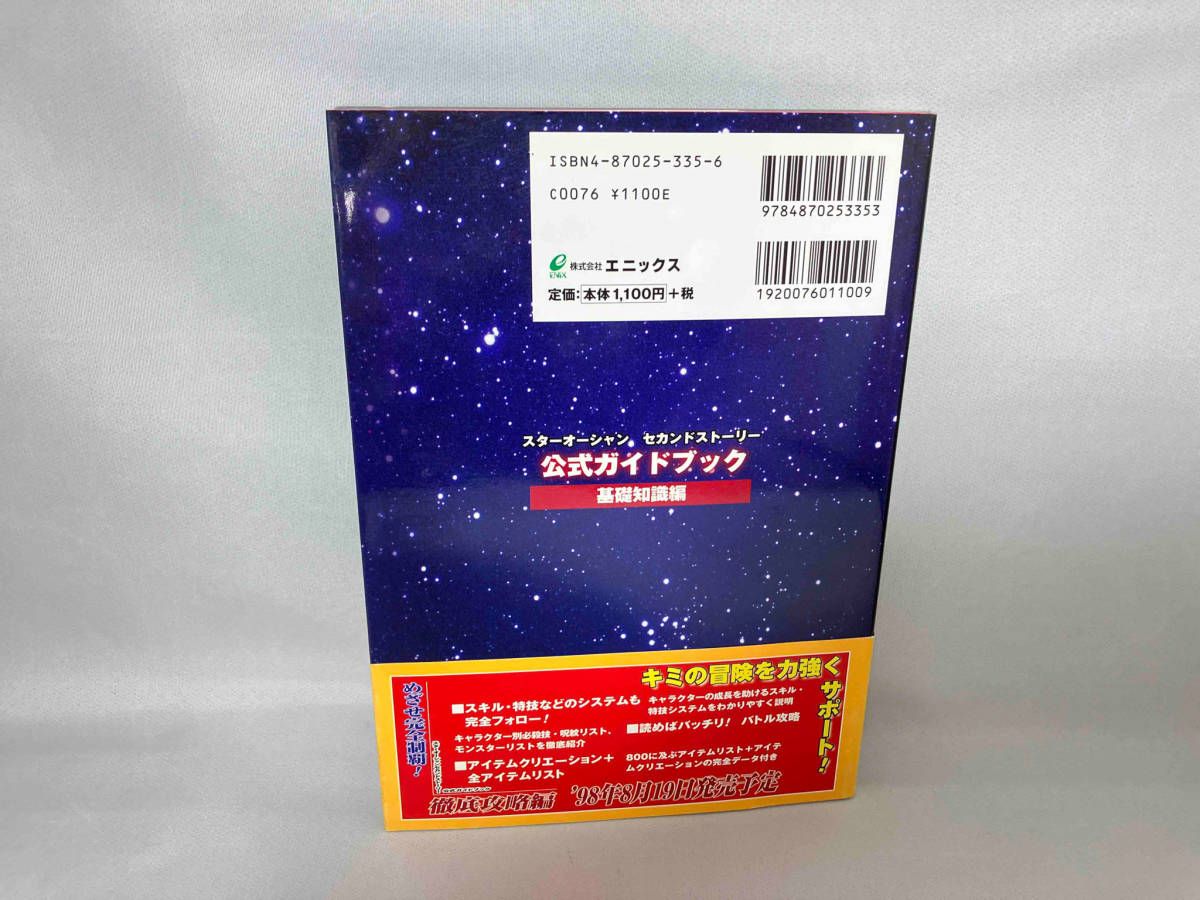 ISBN4-87025-335-6
C0076 ¥1100E
9784870253353
ENIX
株式会社 エニックス
定価：本体1,100円+税
1920076011009
スターオーシャン セカンドストーリー
公式ガイドブック
基礎知識編
キミの冒険を力強くサポート！
めざせ完全制覇！
■スキル・特技などのシステムも
完全フォロー！
キャラクター別必殺技・呪紋リスト、
モンスターリストを徹底紹介
■アイテムクリエーション＋
全アイテムリスト
キャラクターの成長を助けるスキル・
特技システムをわかりやすく説明
■読めばバッチリ！ バトル攻略
800に及ぶアイテムリスト＋アイテ
ムクリエーションの完全データ付き
公式ガイドブック
徹底攻略編 '98年8月19日発売予定